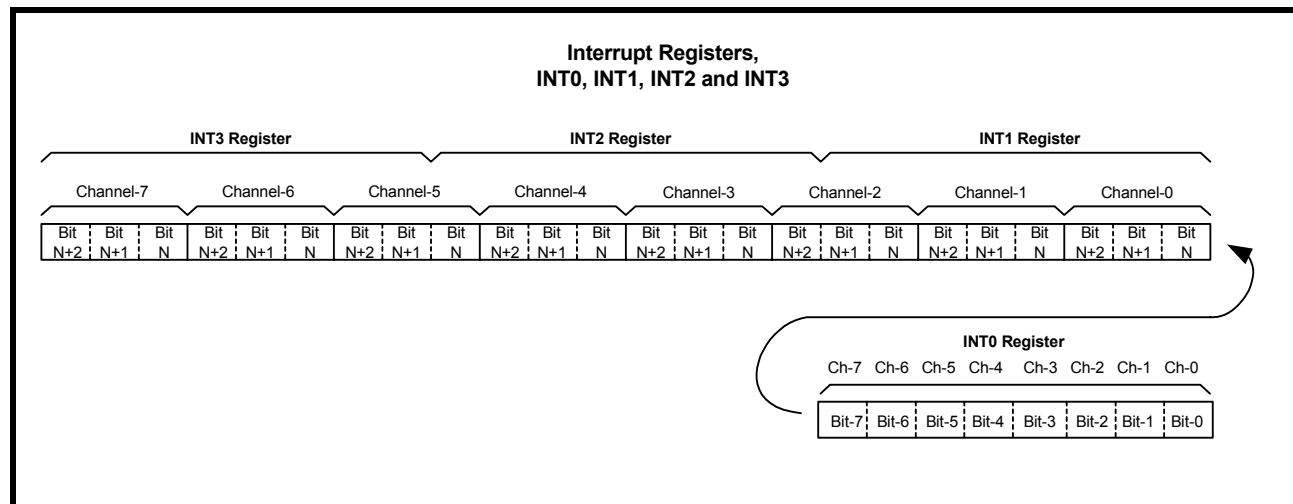 Interrupt Registers,
INT0, INT1, INT2 and INT3
INT3 Register INT2 Register INT1 Register
Channel-7 Channel-6 Channel-5 Channel-4 Channel-3 Channel-2 Channel-1 Channel-0
Bit Bit Bit Bit Bit Bit Bit Bit Bit Bit Bit Bit Bit Bit Bit Bit Bit Bit Bit Bit Bit Bit Bit Bit
N+2 N+1 N N+2 N+1 N N+2 N+1 N N+2 N+1 N N+2 N+1 N N+2 N+1 N N+2 N+1 N N+2 N+1 N
INT0 Register
Ch-7 Ch-6 Ch-5 Ch-4 Ch-3 Ch-2 Ch-1 Ch-0
Bit-7 Bit-6 Bit-5 Bit-4 Bit-3 Bit-2 Bit-1 Bit-0